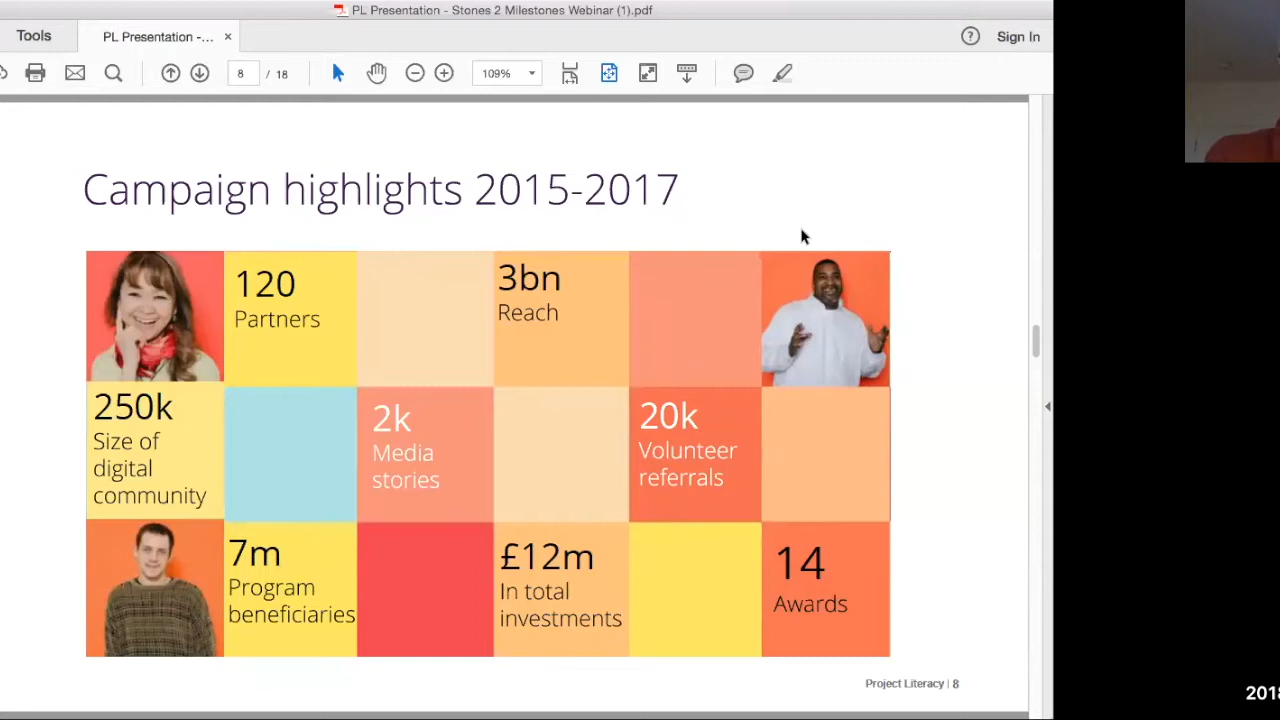 PL Presentation - Stones 2 Milestones Webinar (1).pdf
Tools
PL Presentation -... ×
? Sign In
8 / 18
109%
Campaign highlights 2015-2017
120
Partners
3bn
Reach
250k
Size of
digital
community
2k
Media
stories
20k
Volunteer
referrals
7m
Program
beneficiaries
£12m
In total
investments
14
Awards
Project Literacy | 8